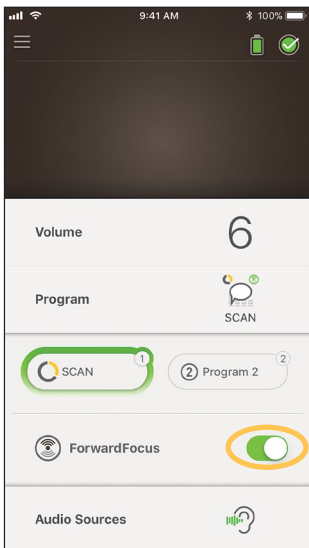 9:41 AM 100%
Volume 6
Program
SCAN
SCAN 1 2 Program 2 2
ForwardFocus
Audio Sources